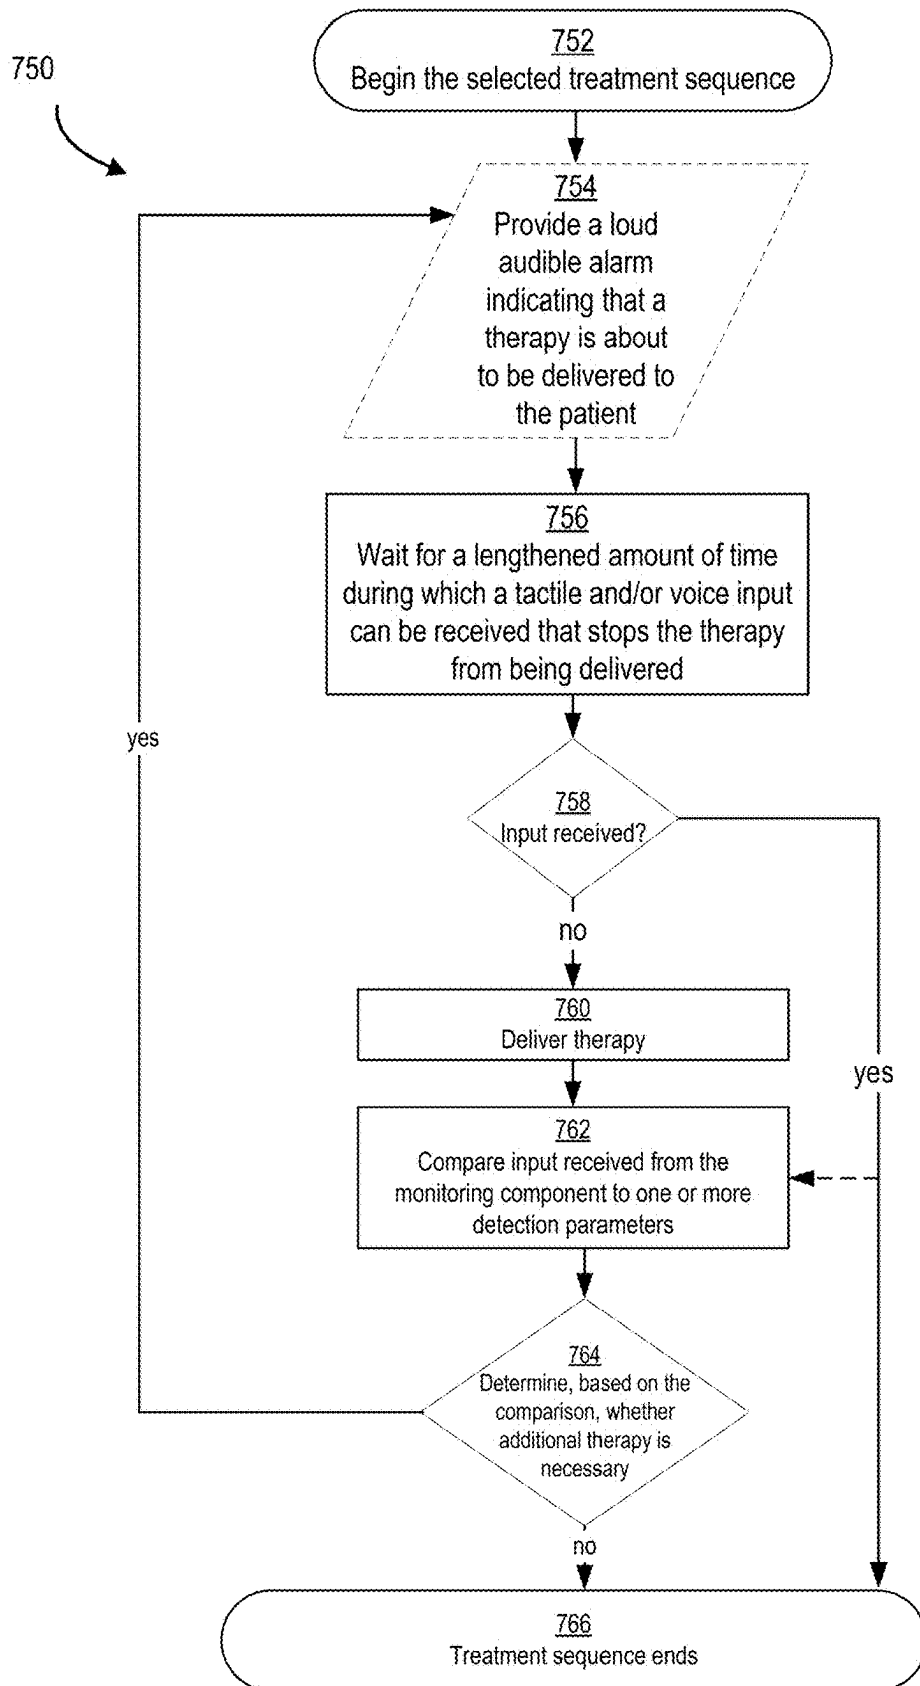 750
752
Begin the selected treatment sequence
754
Provide a loud
audible alarm
indicating that a
therapy is about
to be delivered to
the patient
756
Wait for a lengthened amount of time
during which a tactile and/or voice input
can be received that stops the therapy
from being delivered
yes
758
Input received?
no
760
Deliver therapy
yes
762
Compare input received from the
monitoring component to one or more
detection parameters
764
Determine, based on the
comparison, whether
additional therapy is
necessary
no
766
Treatment sequence ends